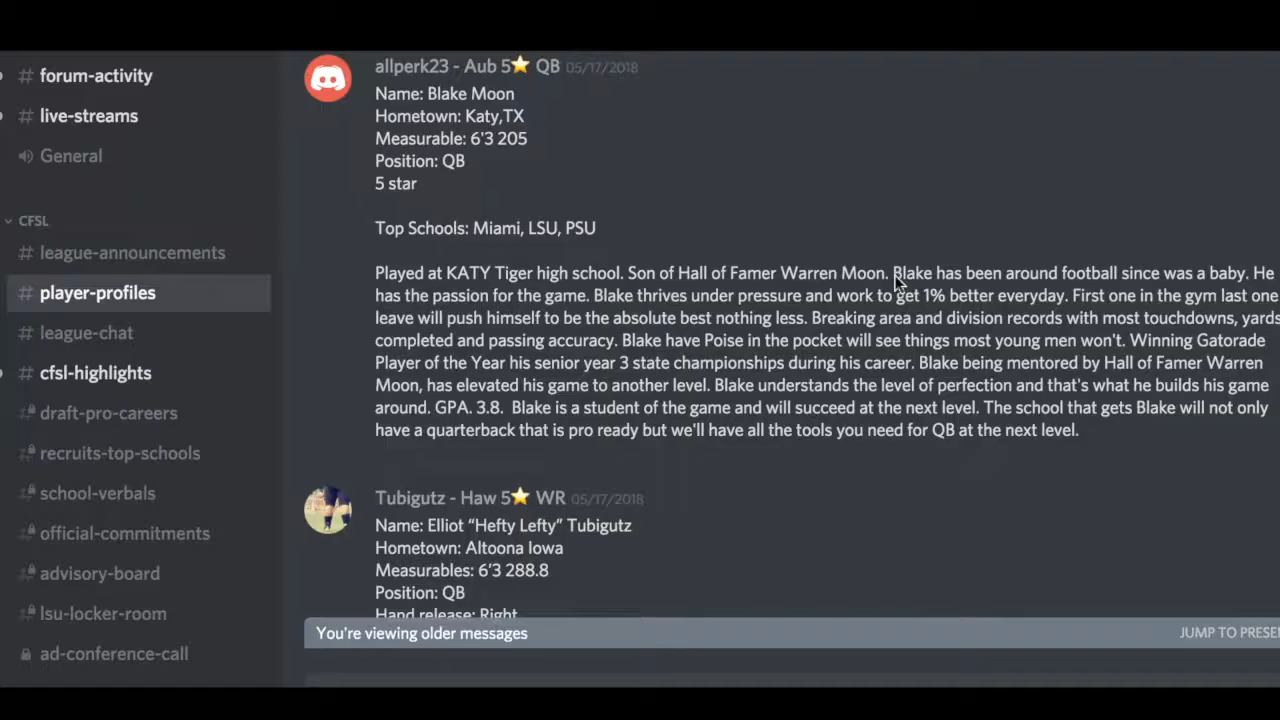 forum-activity
live-streams
General
CFSL
league-announcements
player-profiles
league-chat
cfsl-highlights
draft-pro-careers
recruits-top-schools
school-verbals
official-commitments
advisory-board
lsu-locker-room
ad-conference-call
allperk23 - Aub 5⭐ QB 05/17/2018
Name: Blake Moon
Hometown: Katy,TX
Measurable: 6'3 205
Position: QB
5 star
Top Schools: Miami, LSU, PSU
Played at KATY Tiger high school. Son of Hall of Famer Warren Moon. Blake has been around football since was a baby. He
has the passion for the game. Blake thrives under pressure and work to get 1% better everyday. First one in the gym last one
leave will push himself to be the absolute best nothing less. Breaking area and division records with most touchdowns, yards
completed and passing accuracy. Blake have Poise in the pocket will see things most young men won't. Winning Gatorade
Player of the Year his senior year 3 state championships during his career. Blake being mentored by Hall of Famer Warren
Moon, has elevated his game to another level. Blake understands the level of perfection and that's what he builds his game
around. GPA. 3.8. Blake is a student of the game and will succeed at the next level. The school that gets Blake will not only
have a quarterback that is pro ready but we'll have all the tools you need for QB at the next level.
Tubigutz - Haw 5⭐ WR 05/17/2018
Name: Elliot “Hefty Lefty” Tubigutz
Hometown: Altoona Iowa
Measurables: 6’3 288.8
Position: QB
Hand release: Right
You're viewing older messages
JUMP TO PRESE